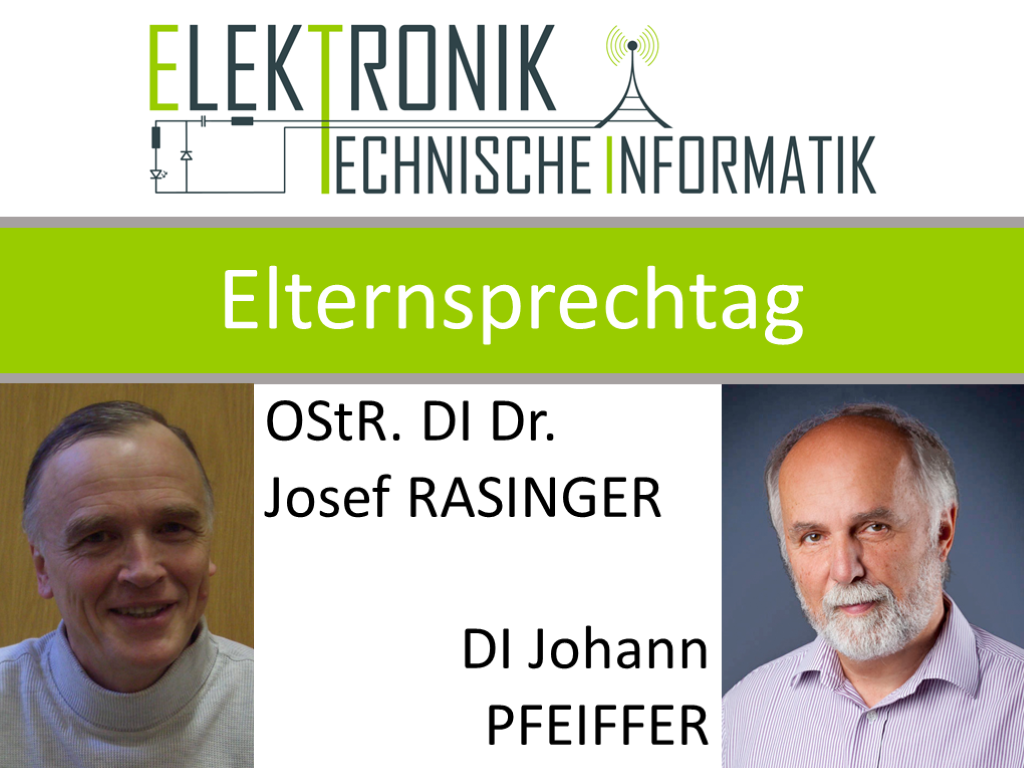 ELEKTRONIK
TECHNISCHE INFORMATIK
Elternsprechtag
OStR. DI Dr.
Josef RASINGER
DI Johann
PFEIFFER